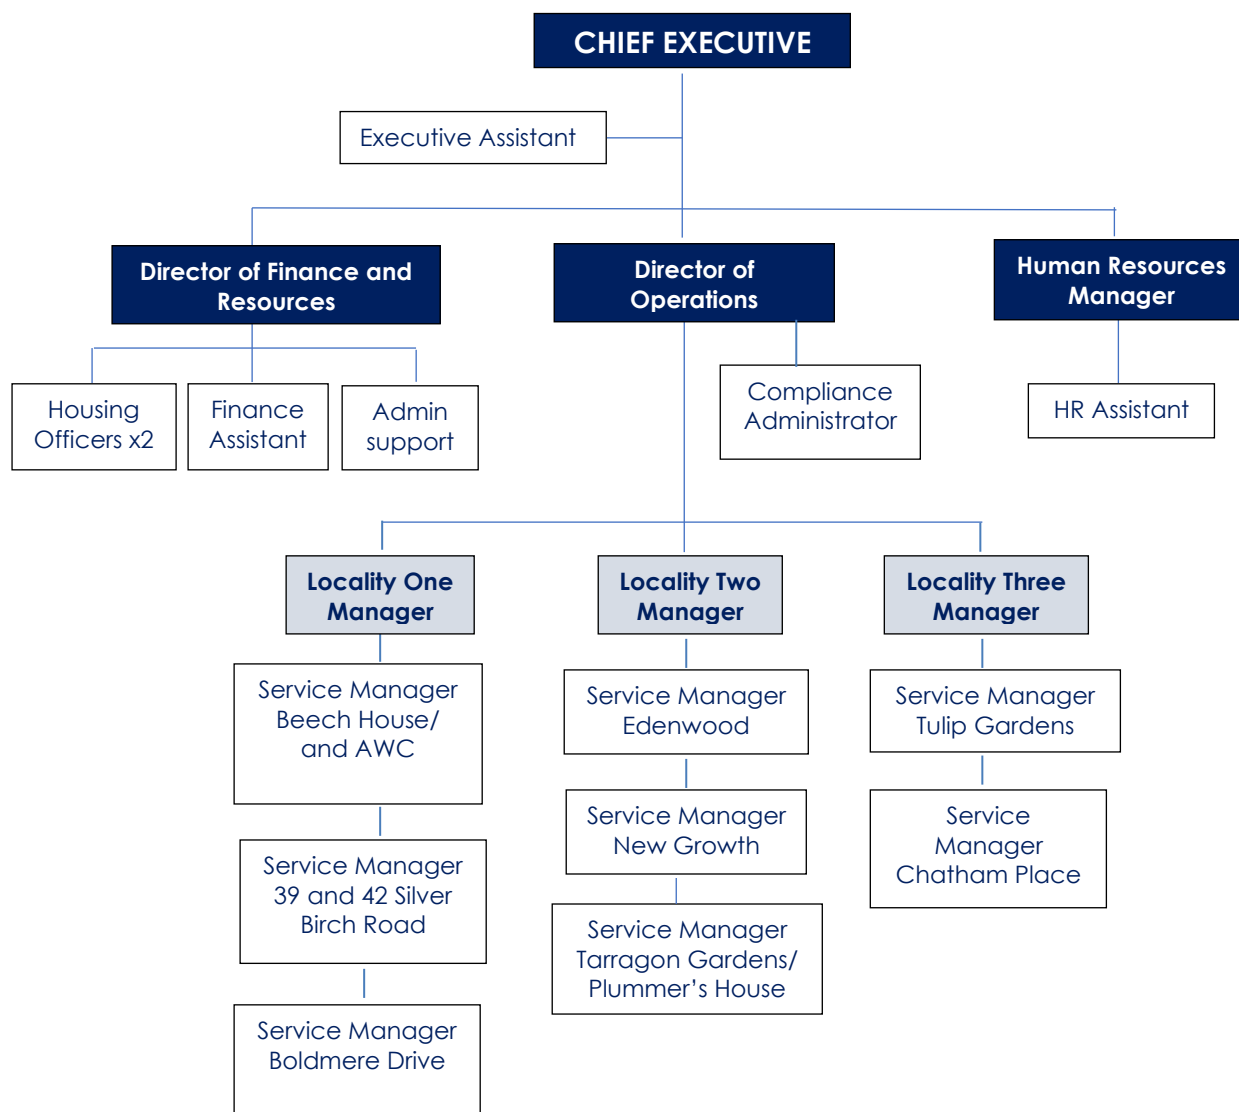 CHIEF EXECUTIVE
Executive Assistant
Director of Finance and
Resources
Director of
Operations
Human Resources
Manager
Housing
Officers x2
Finance
Assistant
Admin
support
Compliance
Administrator
HR Assistant
Locality One
Manager
Locality Two
Manager
Locality Three
Manager
Service Manager
Beech House/
and AWC
Service Manager
39 and 42 Silver
Birch Road
Service Manager
Boldmere Drive
Service Manager
Edenwood
Service Manager
New Growth
Service Manager
Tarragon Gardens/
Plummer’s House
Service Manager
Tulip Gardens
Service
Manager
Chatham Place